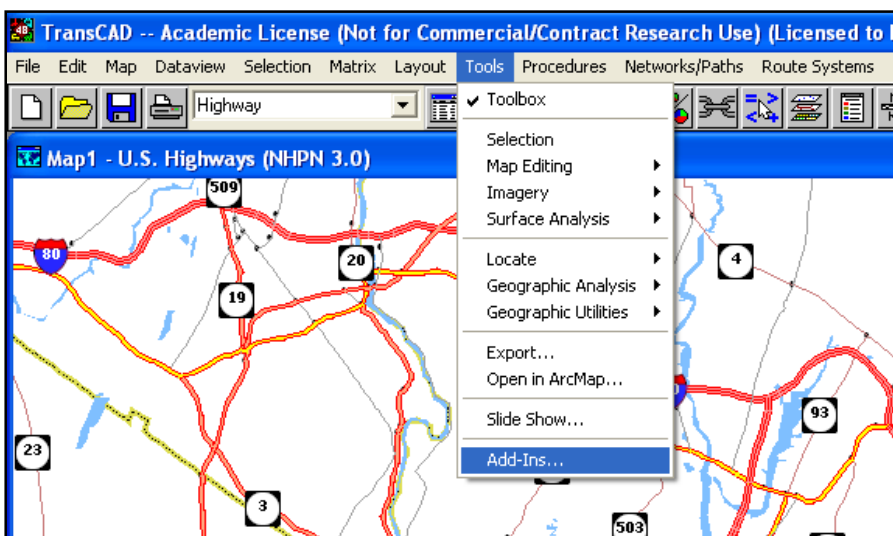 TransCAD -- Academic License (Not for Commercial/Contract Research Use) (Licensed to
File Edit Map Dataview Selection Matrix Layout Tools Procedures Networks/Paths Route Systems
Highway
Toolbox
Map1 - U.S. Highways (NHPN 3.0)
Selection
Map Editing
Imagery
Surface Analysis
Locate
Geographic Analysis
Geographic Utilities
Export...
Open in ArcMap...
Slide Show...
Add-Ins...
509
80
20
4
19
93
23
3
503